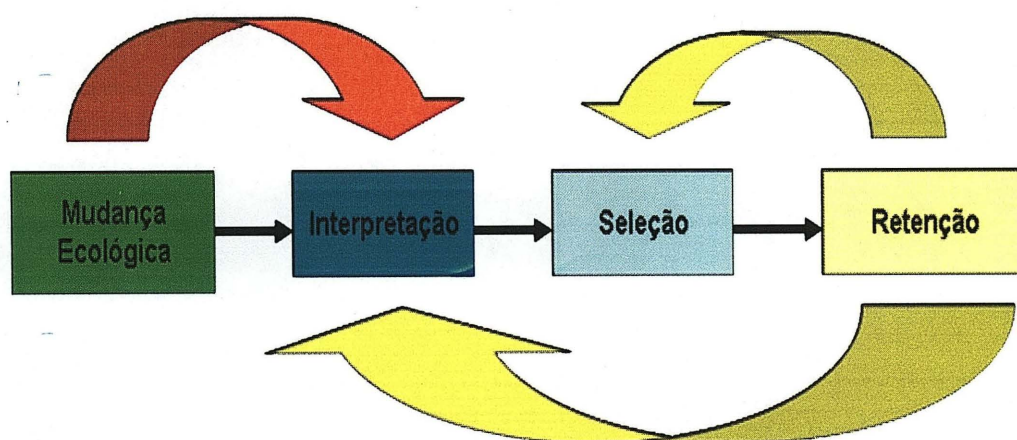 Mudança
Ecológica
Interpretação
Seleção
Retenção